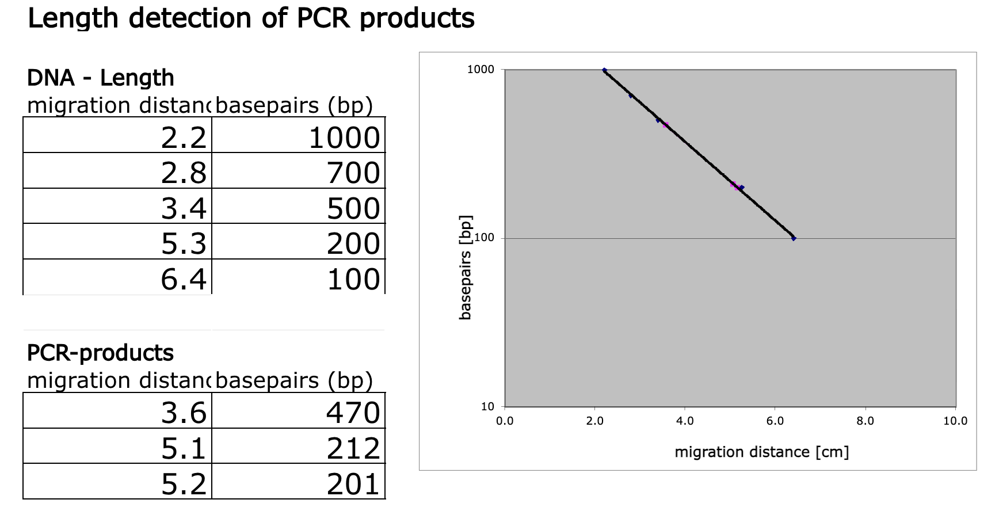 Length detection of PCR products
DNA - Length
migration distanc basepairs (bp)
2.2 1000
2.8 700
3.4 500
5.3 200
6.4 100
PCR-products
migration distanc basepairs (bp)
3.6 470
5.1 212
5.2 201
1000
100
10
basepairs [bp]
0.0 2.0 4.0 6.0 8.0 10.0
migration distance [cm]